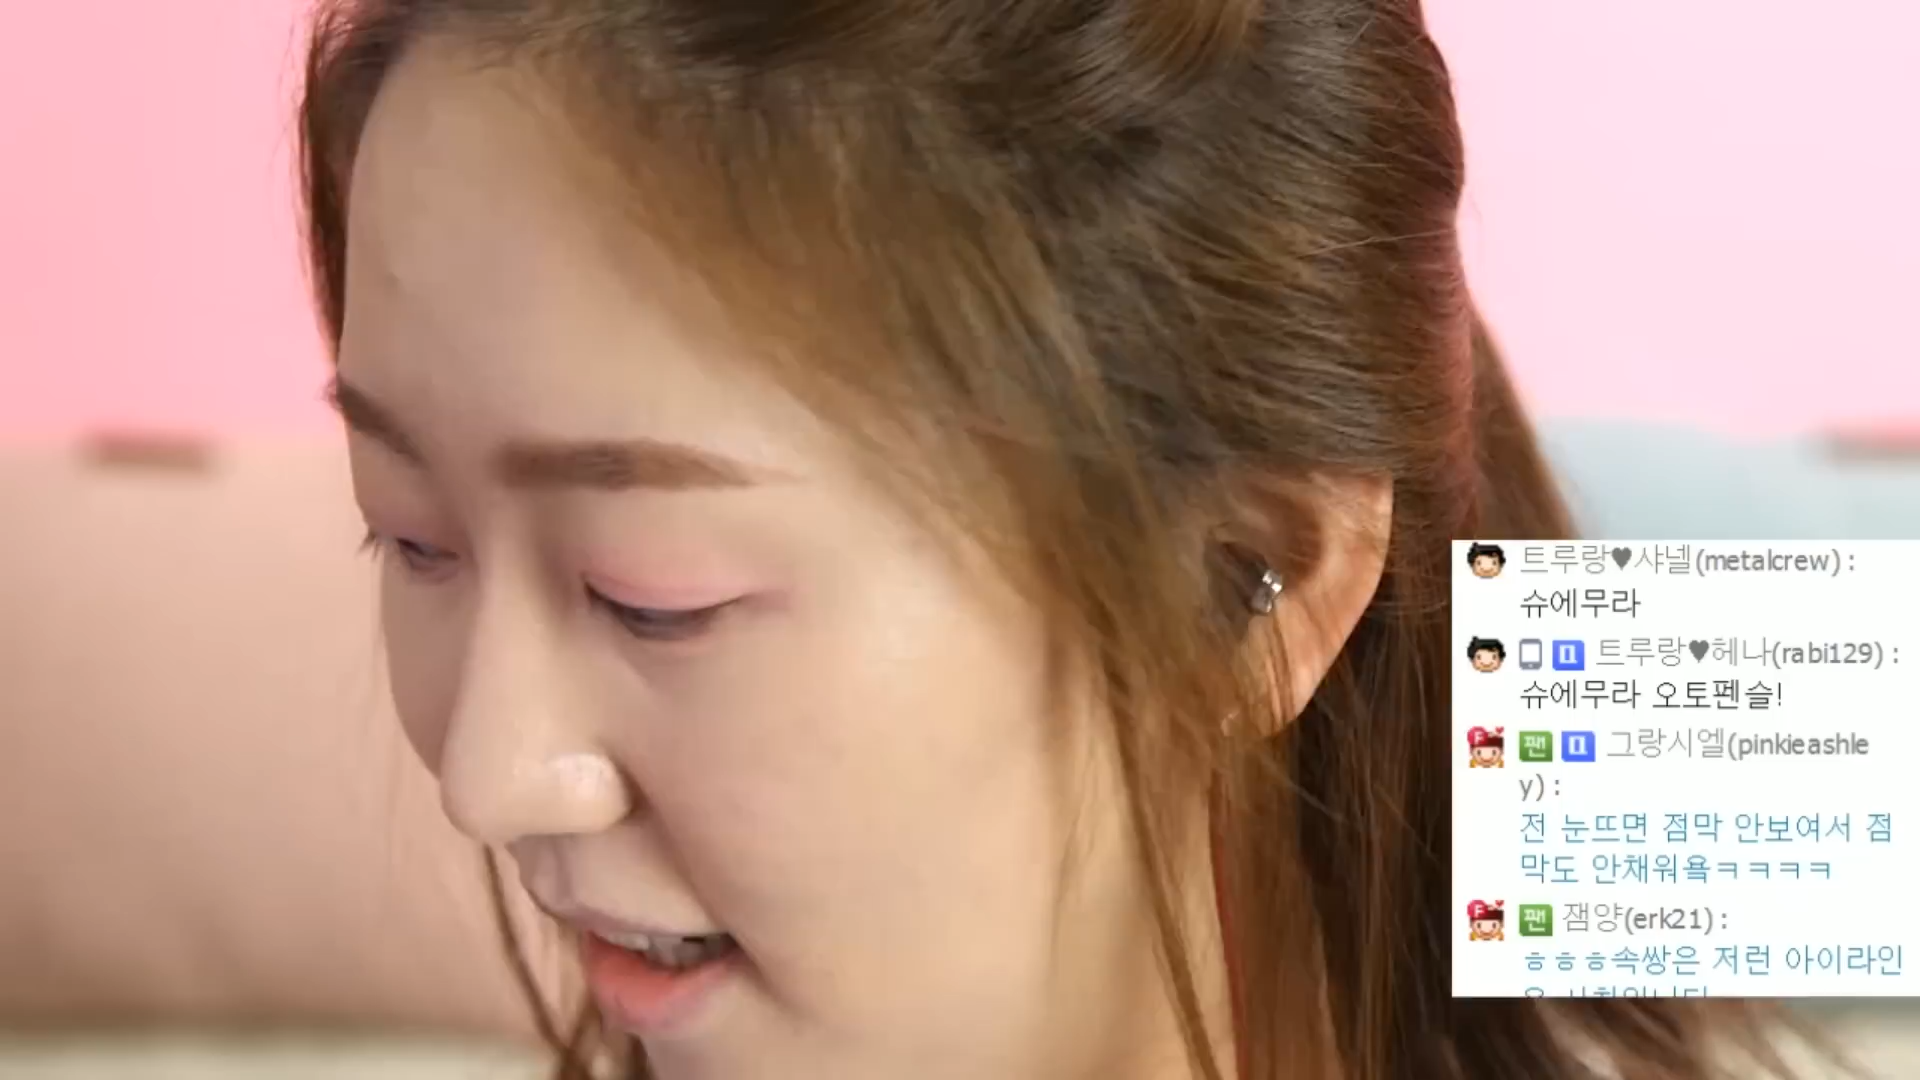 트루랑♥샤넬(metalcrew) :
슈에무라
트루랑♥헤나(rabi129) :
슈에무라 오토펜슬!
팬 그랑시엘(pinkieashle
y) :
전 눈뜨면 점막 안보여서 점
막도 안채워욬ㅋㅋㅋㅋ
팬 잼양(erk21) :
ㅎㅎㅎ속쌍은 저런 아이라인